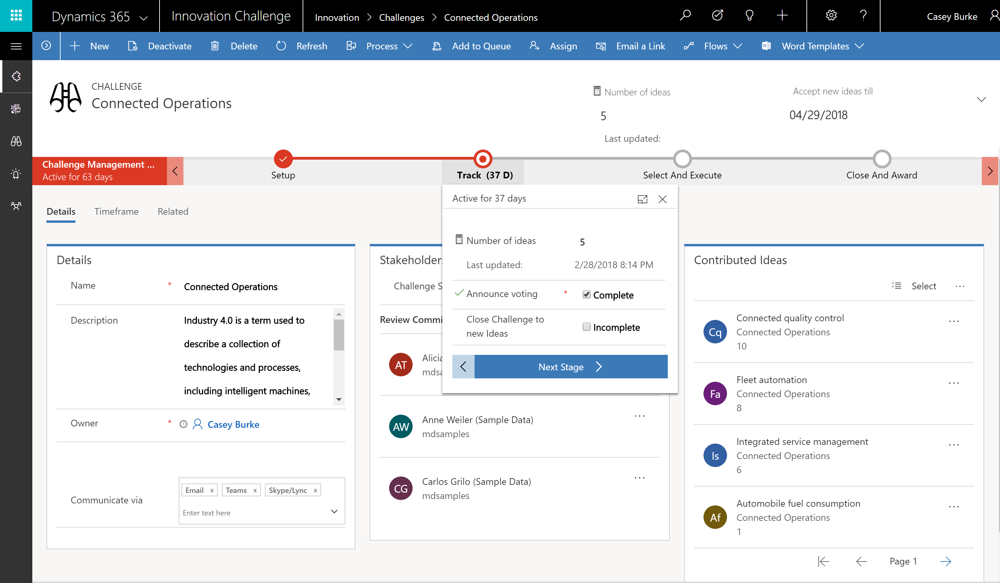 Dynamics 365
Innovation Challenge
Innovation > Challenges > Connected Operations
Casey Burke
New
Deactivate
Delete
Refresh
Process
Add to Queue
Assign
Email a Link
Flows
Word Templates
CHALLENGE
Connected Operations
Number of ideas
5
Last updated:
Accept new ideas till
04/29/2018
Challenge Management ...
Active for 63 days
Setup
Track (37 D)
Select And Execute
Close And Award
Details
Timeframe
Related
Active for 37 days
Number of ideas 5
Last updated: 2/28/2018 8:14 PM
Announce voting * Complete
Close Challenge to
new Ideas
Incomplete
Next Stage
Details
Name * Connected Operations
Description
Industry 4.0 is a term used to
describe a collection of
technologies and processes,
including intelligent machines,
Owner * Casey Burke
Communicate via
Email x Teams x Skype/Lync x
Enter text here
Stakeholders
Challenge S
Review Commi
AT
Alicia
mdsa
AW
Anne Weiler (Sample Data)
mdsamples
CG
Carlos Grilo (Sample Data)
mdsamples
Contributed Ideas
Select ...
Cq
Connected quality control
Connected Operations
10
Fa
Fleet automation
Connected Operations
8
Is
Integrated service management
Connected Operations
6
Af
Automobile fuel consumption
Connected Operations
1
Page 1